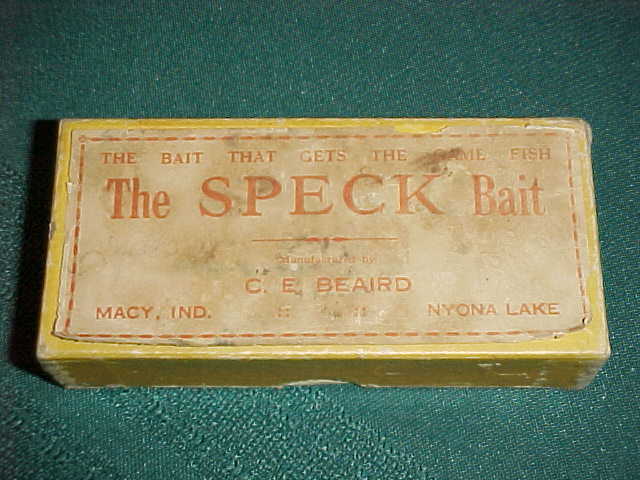 THE BAIT THAT GETS THE GAME FISH
The SPECK Bait
Manufactured by
C. E. BEAIRD
MACY, IND. NYONA LAKE